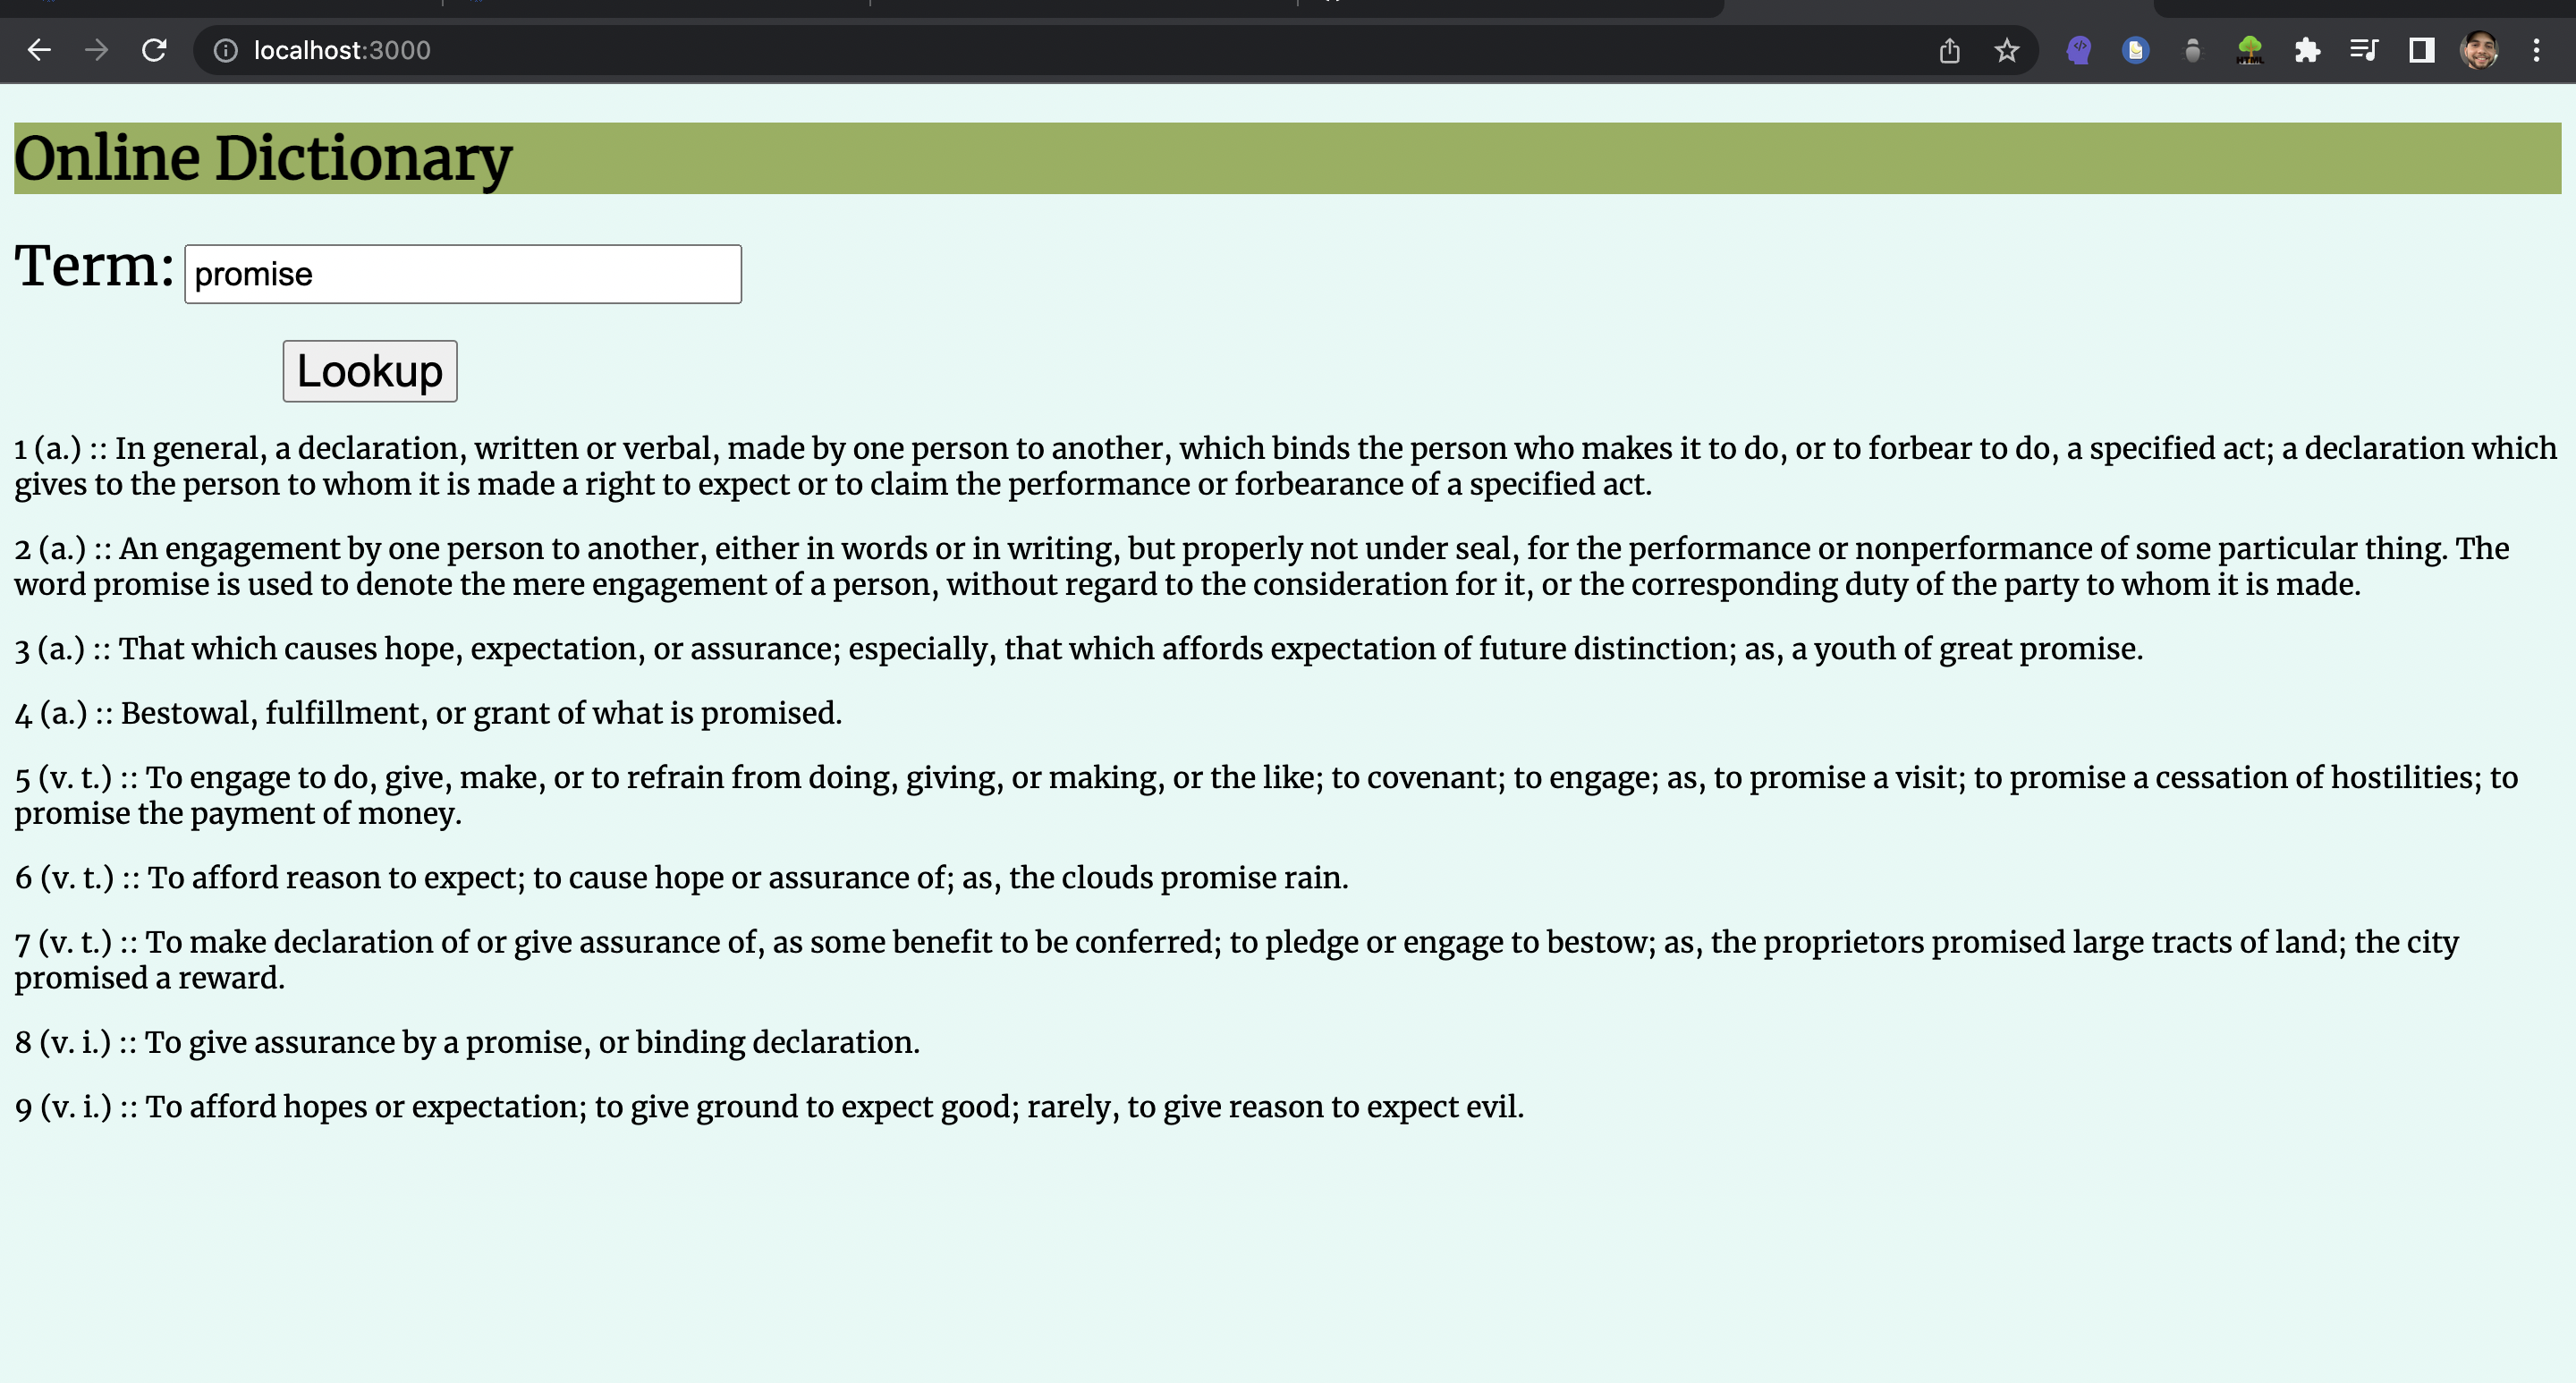 localhost:3000
HTML
Online Dictionary
Term: promise
Lookup
1 (a.) :: In general, a declaration, written or verbal, made by one person to another, which binds the person who makes it to do, or to forbear to do, a specified act; a declaration which
gives to the person to whom it is made a right to expect or to claim the performance or forbearance of a specified act.
2 (a.) :: An engagement by one person to another, either in words or in writing, but properly not under seal, for the performance or nonperformance of some particular thing. The
word promise is used to denote the mere engagement of a person, without regard to the consideration for it, or the corresponding duty of the party to whom it is made.
3 (a.) :: That which causes hope, expectation, or assurance; especially, that which affords expectation of future distinction; as, a youth of great promise.
4 (a.) :: Bestowal, fulfillment, or grant of what is promised.
5 (v. t.) :: To engage to do, give, make, or to refrain from doing, giving, or making, or the like; to covenant; to engage; as, to promise a visit; to promise a cessation of hostilities; to
promise the payment of money.
6 (v. t.) :: To afford reason to expect; to cause hope or assurance of; as, the clouds promise rain.
7 (v. t.) :: To make declaration of or give assurance of, as some benefit to be conferred; to pledge or engage to bestow; as, the proprietors promised large tracts of land; the city
promised a reward.
8 (v. i.) :: To give assurance by a promise, or binding declaration.
9 (v. i.) :: To afford hopes or expectation; to give ground to expect good; rarely, to give reason to expect evil.